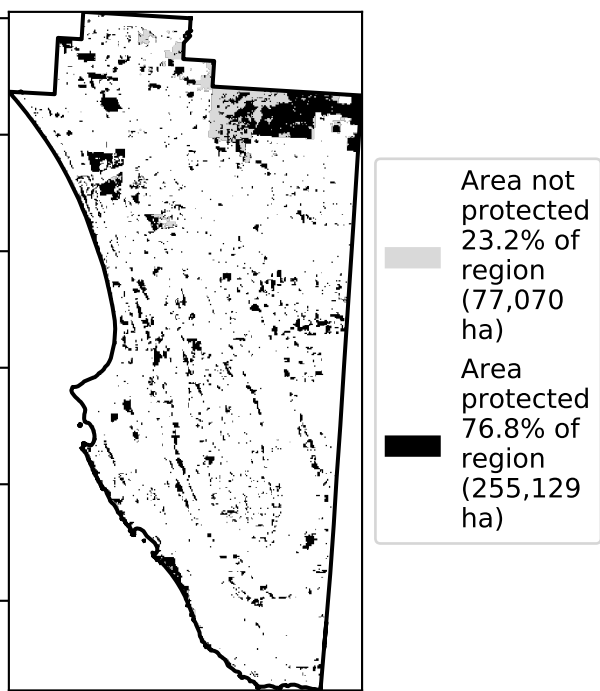 Area not
protected
23.2% of
region
(77,070
ha)
Area
protected
76.8% of
region
(255,129
ha)